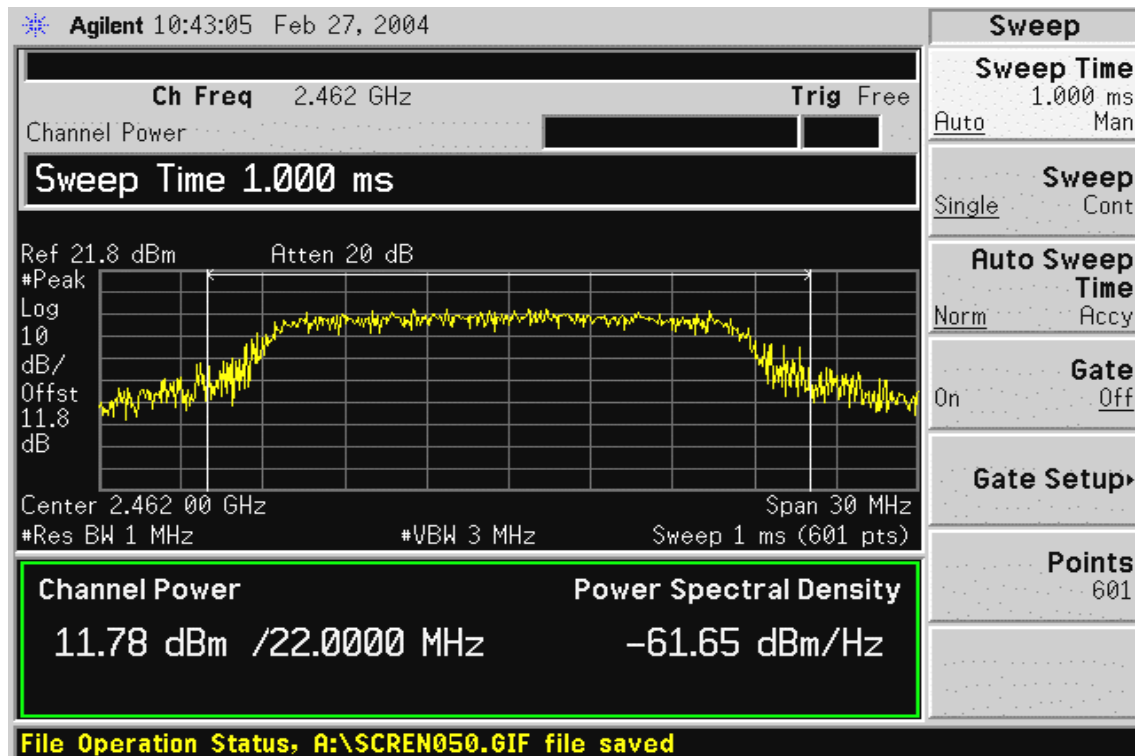 Agilent 10:43:05 Feb 27, 2004
Ch Freq 2.462 GHz Trig Free
Channel Power
Sweep Time 1.000 ms
Ref 21.8 dBm Atten 20 dB
#Peak
Log
10
dB/
Offst
11.8
dB
Center 2.462 00 GHz Span 30 MHz
#Res BW 1 MHz #VBW 3 MHz Sweep 1 ms (601 pts)
Channel Power Power Spectral Density
11.78 dBm /22.0000 MHz -61.65 dBm/Hz
File Operation Status, A:\SCREN050.GIF file saved
Sweep
Sweep Time
1.000 ms
Auto Man
Sweep
Single Cont
Auto Sweep
Time
Norm Accy
Gate
On Off
Gate Setup
Points
601